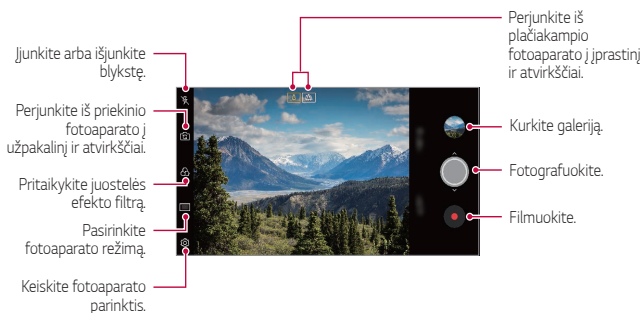 Įjunkite arba išjunkite
blykstę.
Perjunkite iš priekinio
fotoaparato į
užpakalinį ir atvirkščiai.
Pritaikykite juostelės
efekto filtrą.
Pasirinkite
fotoaparato režimą.
Keiskite fotoaparato
parinktis.
Perjunkite iš
plačiakampio
fotoaparato į įprastinį
ir atvirkščiai.
Kurkite galeriją.
Fotografuokite.
Filmuokite.